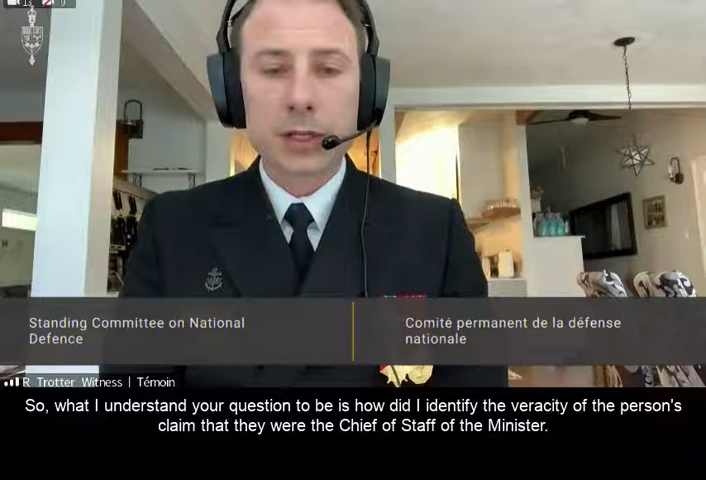 13 9
Standing Committee on National
Defence
Comité permanent de la défense
nationale
R Trotter Witness | Témoin
So, what I understand your question to be is how did I identify the veracity of the person's
claim that they were the Chief of Staff of the Minister.